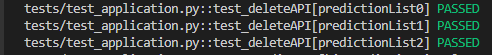 tests/test_application.py::test_deleteAPI[predictionList0] PASSED
tests/test_application.py::test_deleteAPI[predictionList1] PASSED
tests/test_application.py::test_deleteAPI[predictionList2] PASSED